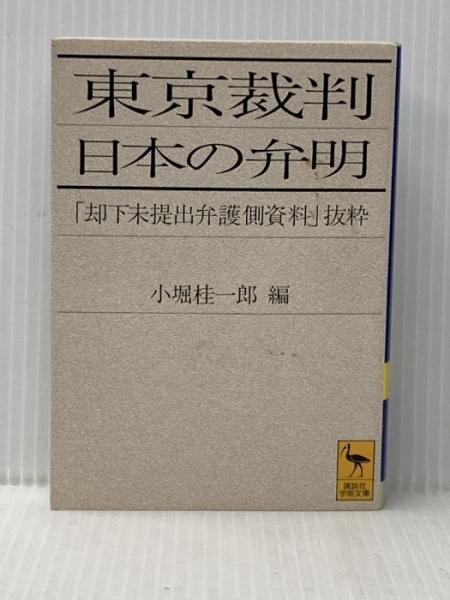 東京裁判
日本の弁明
「却下未提出弁護側資料」抜粋
小堀桂一郎 編
講談社
学術文庫